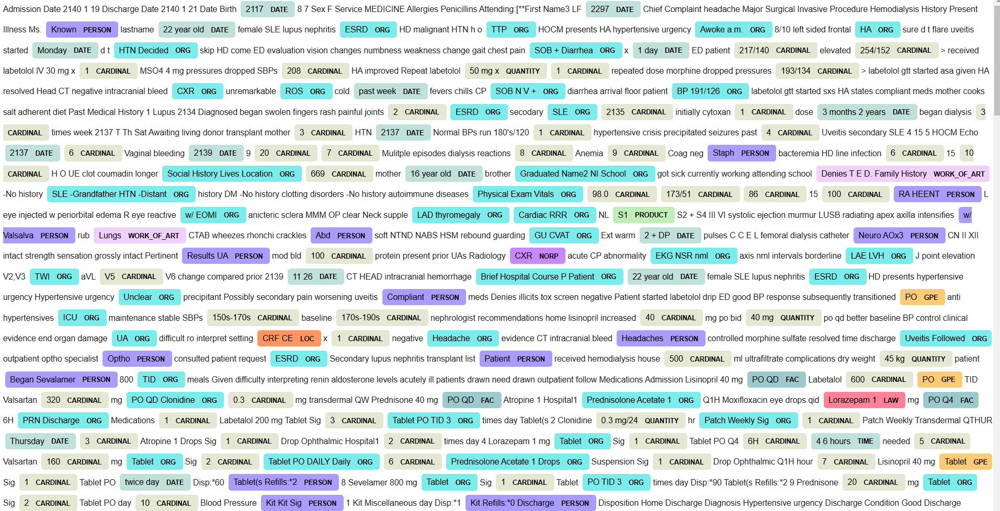 Admission Date 2140 1 19 Discharge Date 2140 1 21 Date Birth 2117 DATE 8 7 Sex F Service MEDICINE Allergies Penicillins Attending:[**First Name3 LF 2297 DATE Chief Complaint headache Major Surgical Invasive Procedure Hemodialysis History Present
Illness Ms. Known PERSON lastname 22 year old DATE female SLE lupus nephritis ESRD ORG HD malignant HTN h o TTP ORG HOCM presents HA hypertensive urgency Awoke a.m. ORG 8/10 left sided frontal HA ORG sure d t flare uveitis
started Monday DATE d t HTN Decided ORG skip HD come ED evaluation vision changes numbness weakness change gait chest pain SOB + Diarrhea ORG x 1 day DATE ED patient 217/140 CARDINAL elevated 254/152 CARDINAL > received
labetolol IV 30 mg x 1 CARDINAL MSO4 4 mg pressures dropped SBPs 208 CARDINAL HA improved Repeat labetolol 50 mg x QUANTITY 1 CARDINAL repeated dose morphine dropped pressures 193/134 CARDINAL > labetolol gtt started asa given HA
resolved Head CT negative intracranial bleed CXR ORG unremarkable ROS ORG cold past week DATE fevers chills CP SOB N V + ORG diarrhea arrival floor patient BP 191/126 ORG labetolol gtt started sxs HA states compliant meds mother cooks
salt adherent diet Past Medical History 1 Lupus 2134 Diagnosed began swolen fingers rash painful joints 2 CARDINAL ESRD ORG secodary SLE ORG 2135 CARDINAL initially cytoxan 1 CARDINAL dose 3 months 2 years DATE began dialysis 3
CARDINAL times week 2137 T Th Sat Awaiting living donor transplant mother 3 CARDINAL HTN 2137 DATE Normal BPs run 180's/120 1 CARDINAL hypertensive crisis precipitated seizures past 4 CARDINAL Uveitis secondary SLE 4 15 5 HOCM Echo
2137 DATE 6 CARDINAL Vaginal bleeding 2139 DATE 9 20 CARDINAL 7 CARDINAL Mulitple episodes dialysis reactions 8 CARDINAL Anemia 9 CARDINAL Coag neg Staph PERSON bacteremia HD line infection 6 CARDINAL 15 10
CARDINAL H O UE clot coumadin longer Social History Lives Location ORG 669 CARDINAL mother 16 year old DATE brother Graduated Name2 NI School ORG got sick currently working attending school Denies T E D. Family History WORK_OF_ART
-No history SLE -Grandfather HTN -Distant ORG history DM -No history clotting disorders -No history autoimmune diseases Physical Exam Vitals ORG 98.0 CARDINAL 173/51 CARDINAL 86 CARDINAL 15 100 CARDINAL RA HEENT PERSON L
eye injected w periorbital edema R eye reactive w/ EOMI ORG anicteric sclera MMM OP clear Neck supple LAD thyromegaly ORG Cardiac RRR ORG NL S1 PRODUCT S2 + S4 III VI systolic ejection murmur LUSB radiating apex axilla intensifies w/
Valsalva PERSON rub Lungs WORK_OF_ART CTAB wheezes rhonchi crackles Abd PERSON soft NTND NABS HSM rebound guarding GU CVAT ORG Ext warm 2 + DP DATE pulses C C E L femoral dialysis catheter Neuro AOx3 PERSON CN II XII
intact strength sensation grossly intact Pertinent Results UA PERSON mod bld 100 CARDINAL protein present prior UAs Radiology CXR NORP acute CP abnormality EKG NSR nml ORG axis nml intervals borderline LAE LVH ORG J point elevation
V2,V3 TWI ORG aVL V5 CARDINAL V6 change compared prior 2139 11 26 DATE CT HEAD intracranial hemorrhage Brief Hospital Course P Patient ORG 22 year old DATE female SLE lupus nephritis ESRD ORG HD presents hypertensive
urgency Hypertensive urgency Unclear ORG precipitant Possibly secondary pain worsening uveitis Compliant PERSON meds Denies illicits tox screen negative Patient started labetolol drip ED good BP response subsequently transitioned PO GPE anti
hypertensives ICU ORG maintenance stable SBPs 150s-170s CARDINAL baseline 170s-190s CARDINAL nephrologist recommendations home lisinopril increased 40 CARDINAL mg po bid 40 mg QUANTITY po qd better baseline BP control clinical
evidence end organ damage UA ORG difficult ro interpret setting CRF CE LOC x 1 CARDINAL negative Headache ORG evidence CT intracranial bleed Headaches PERSON controlled morphine sulfate resolved time discharge Uveitis Followed ORG
outpatient optho specialist Optho PERSON consulted patient request ESRD ORG Secondary lupus nephritis transplant list Patient PERSON received hemodialysis house 500 CARDINAL ml ultrafiltrate complications dry weight 45 kg QUANTITY patient
Began Sevalamer PERSON 800 TID ORG meals Given difficulty interpreting renin aldosterone levels acutely ill patients drawn need drawn outpatient follow Medications Admission Lisinopril 40 mg PO QD FAC Labetalol 600 CARDINAL PO GPE TID
Valsartan 320 CARDINAL mg PO QD Clonidine ORG 0.3 CARDINAL mg transdermal QW Prednisone 40 mg PO QD FAC Atropine 1 Hospital1 Prednisolone Acetate 1 ORG Q1H Moxifloxacin eye drops qid Lorazepam 1 LAW mg PO Q4 FAC
6H PRN Discharge ORG Medications 1 CARDINAL Labetalol 200 mg Tablet Sig 3 CARDINAL Tablet PO TID 3 ORG times day Tablet(s 2 Clonidine 0.3 mg/24 QUANTITY hr Patch Weekly Sig ORG 1 CARDINAL Patch Weekly Transdermal QTHUR
Thursday DATE 3 CARDINAL Atropine 1 Drops Sig 1 CARDINAL Drop Ophthalmic Hospital1 2 CARDINAL times day 4 Lorazepam 1 mg Tablet ORG Sig 1 CARDINAL Tablet PO Q4 6H CARDINAL 4 6 hours TIME needed 5 CARDINAL
Valsartan 160 CARDINAL mg Tablet ORG Sig 2 CARDINAL Tablet PO DAILY Daily ORG 6 CARDINAL Prednisolone Acetate 1 Drops ORG Suspension Sig 1 CARDINAL Drop Ophthalmic Q1H hour 7 CARDINAL Lisinopril 40 mg Tablet GPE
Sig 1 CARDINAL Tablet PO twice day DATE Disp:*60 Tablet(s Refills:*2 PERSON 8 Sevelamer 800 mg Tablet ORG Sig 1 CARDINAL Tablet PO TID 3 ORG times day Disp:*90 Tablet(s Refills:*2 9 Prednisone 20 CARDINAL mg Tablet ORG
Sig 2 CARDINAL Tablet PO day 10 CARDINAL Blood Pressure Kit Kit Sig PERSON 1 Kit Miscellaneous day Disp:*1 Kit Refills:*0 Discharge PERSON Disposition Home Discharge Diagnosis Hypertensive urgency Discharge Condition Good Discharge